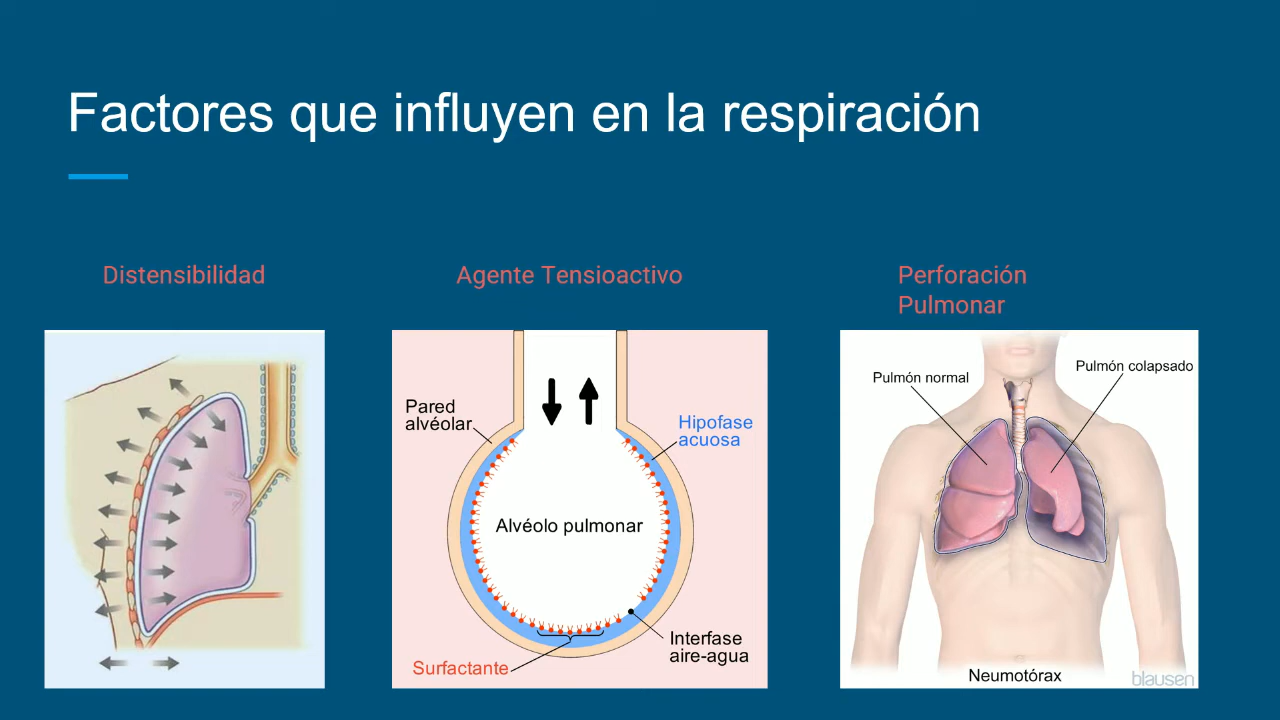 Factores que influyen en la respiración
Distensibilidad
Agente Tensioactivo
Perforación
Pulmonar
Pared
alvéolar
Hipofase
acuosa
Alvéolo pulmonar
Interfase
aire-agua
Surfactante
Pulmón normal
Pulmón colapsado
Neumotórax
blausen